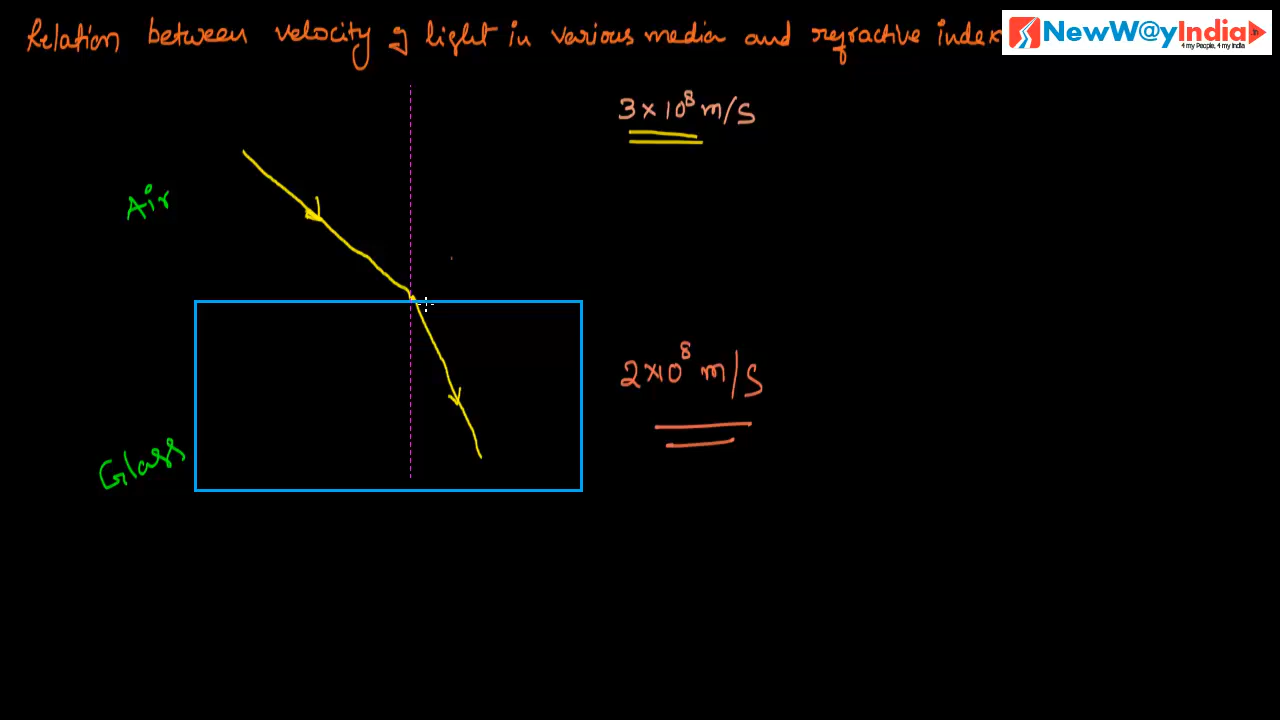 Relation between velocity of light in various media and refractive index
NewW@yIndia.in
4 my People, 4 my India
3×10⁸ m/s
Air
2×10⁸ m/s
Glass